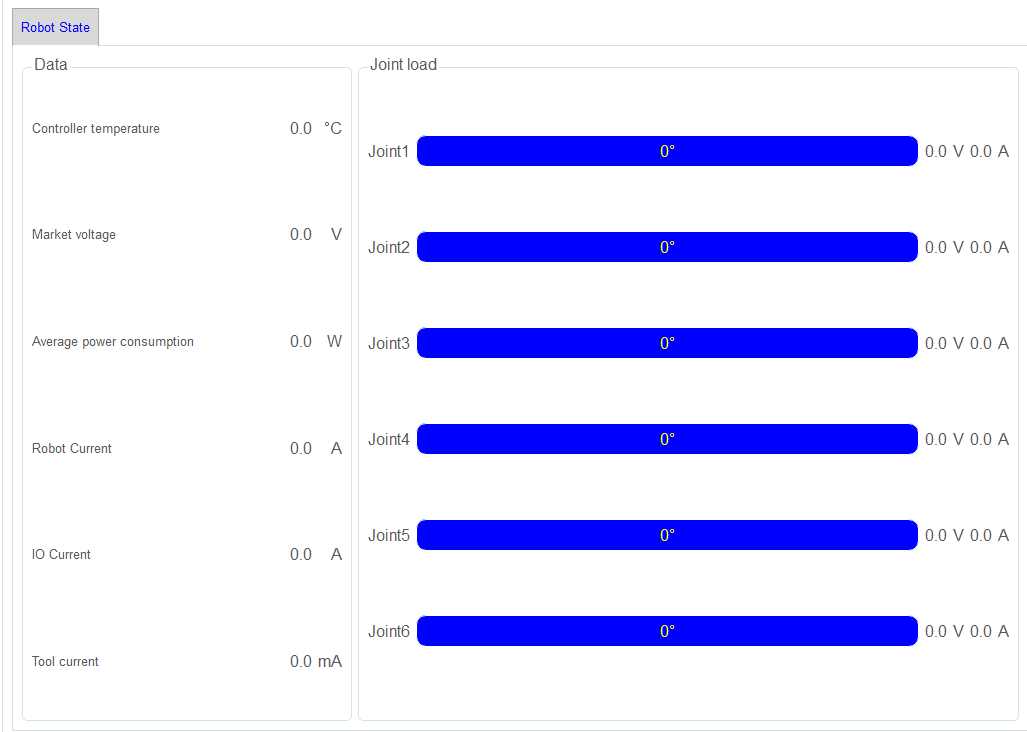 Robot State
Data
Controller temperature 0.0 °C
Market voltage 0.0 V
Average power consumption 0.0 W
Robot Current 0.0 A
IO Current 0.0 A
Tool current 0.0 mA
Joint load
Joint1 0° 0.0 V 0.0 A
Joint2 0° 0.0 V 0.0 A
Joint3 0° 0.0 V 0.0 A
Joint4 0° 0.0 V 0.0 A
Joint5 0° 0.0 V 0.0 A
Joint6 0° 0.0 V 0.0 A